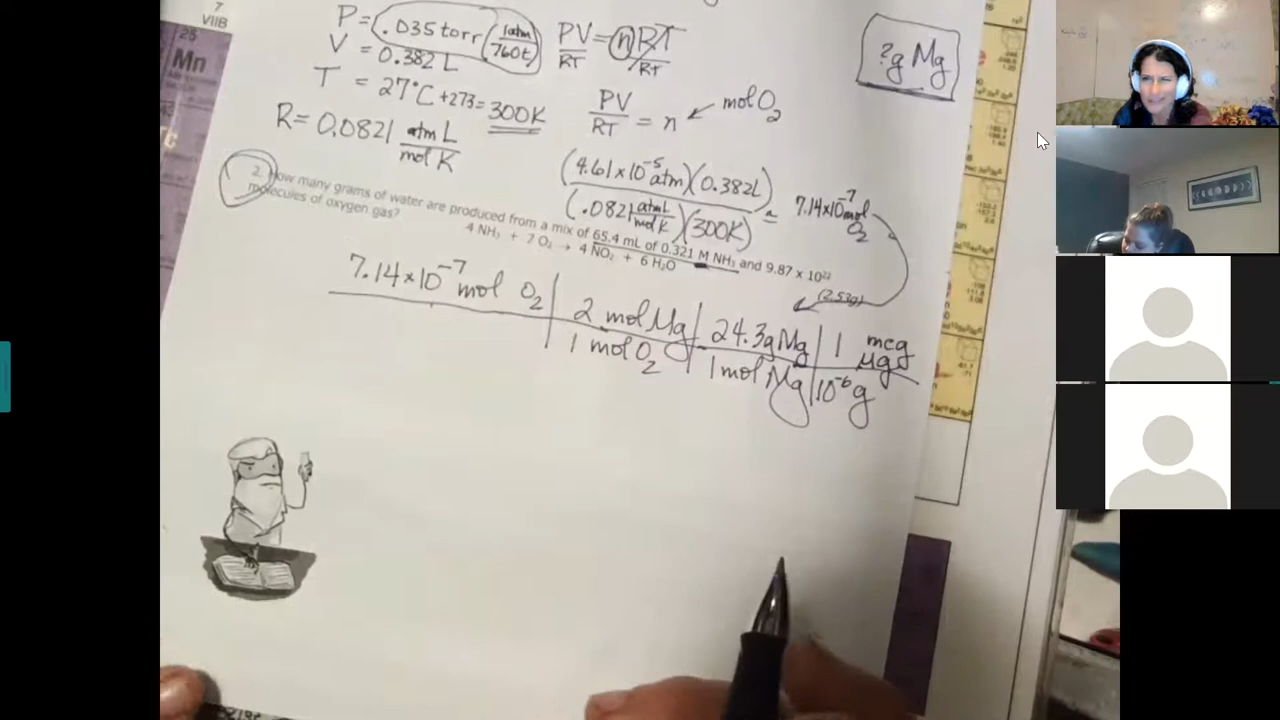 7
VIIB
25
Mn
P = .035 torr (1atm/760t)
V = 0.382 L
T = 27°C +273= 300K
R= 0.0821 atm L/mol K
PV/RT = nRT/RT
PV/RT = n ← mol O2
?g Mg
(4.61×10^-5 atm)(0.382L)
(.0821 atmL/molK)(300K)
= 7.14×10^-7 mol O2
2. How many grams of water are produced from a mix of 65.4 mL of 0.321 M NH3 and 9.87 x 10^22
molecules of oxygen gas?
4 NH3 + 7 O2 → 4 NO2 + 6 H2O
(2.53g)
7.14×10^-7 mol O2 | 2 mol Mg | 24.3g Mg | 1 mcg μg
1 mol O2 | 1 mol Mg | 10^-6 g